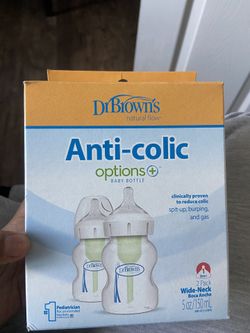 Dr Brown's
natural flow®
Anti-colic
options+
BABY BOTTLE
clinically proven
to reduce colic
spit-up, burping,
and gas
#1 Pediatrician
Recommended
2 Pack
Wide-Neck
Boca Ancha
5 oz/150 mL